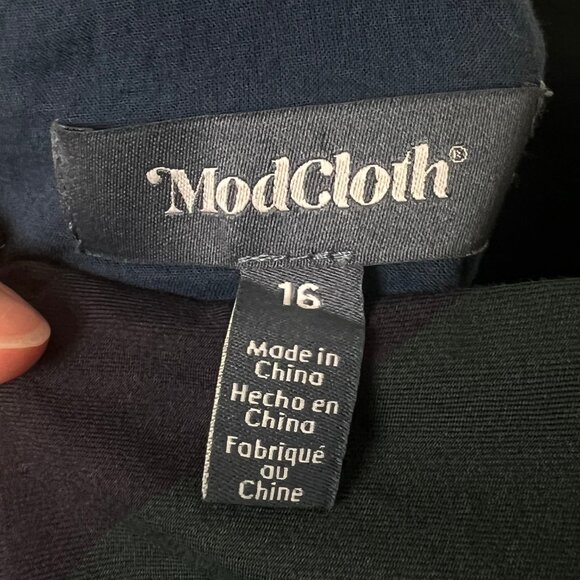 ModCloth®
16
Made in
China
Hecho en
China
Fabriqué
au
Chine